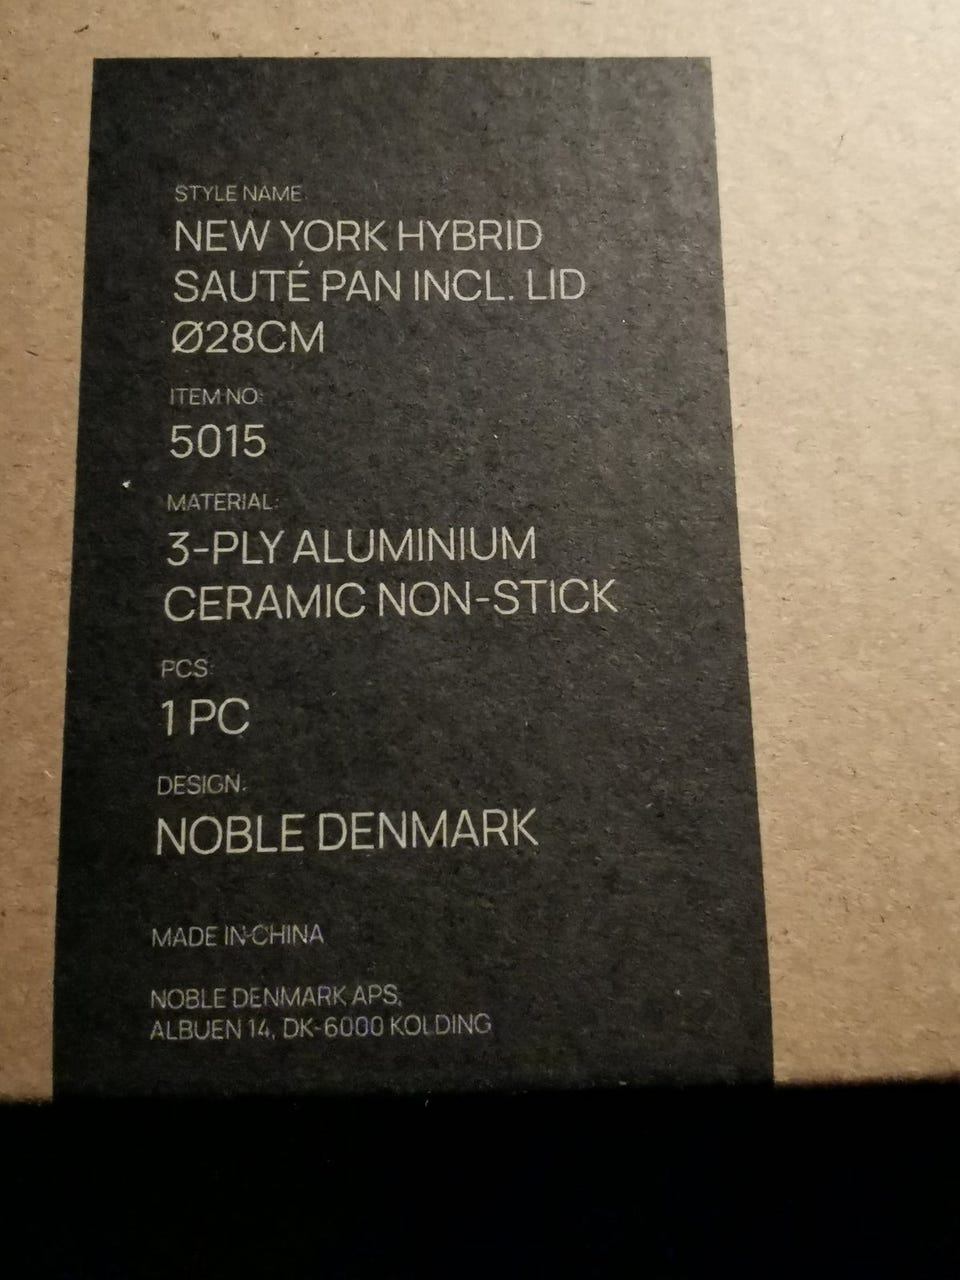 STYLE NAME:
NEW YORK HYBRID
SAUTÉ PAN INCL. LID
Ø28CM
ITEM NO:
5015
MATERIAL:
3-PLY ALUMINIUM
CERAMIC NON-STICK
PCS:
1 PC
DESIGN:
NOBLE DENMARK
MADE IN CHINA
NOBLE DENMARK APS,
ALBUEN 14, DK-6000 KOLDING